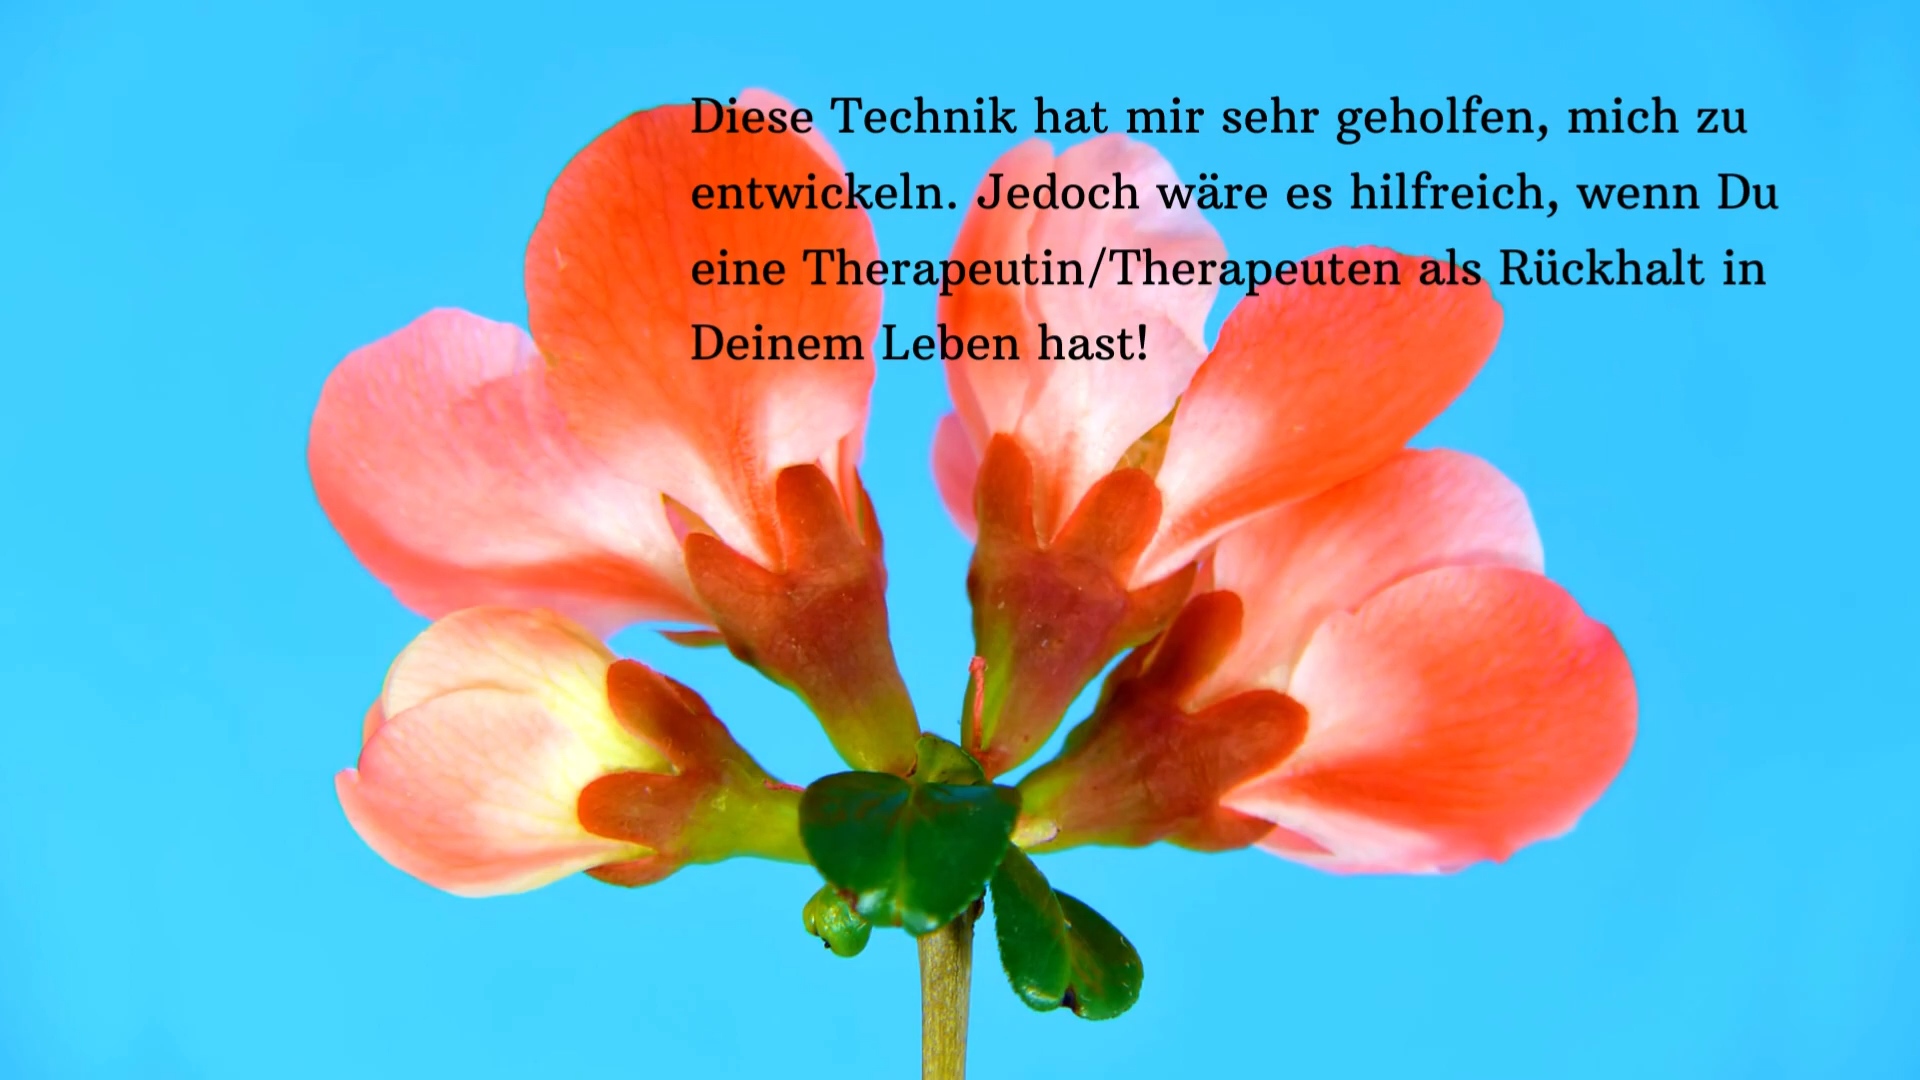 Diese Technik hat mir sehr geholfen, mich zu
entwickeln. Jedoch wäre es hilfreich, wenn Du
eine Therapeutin/Therapeuten als Rückhalt in
Deinem Leben hast!